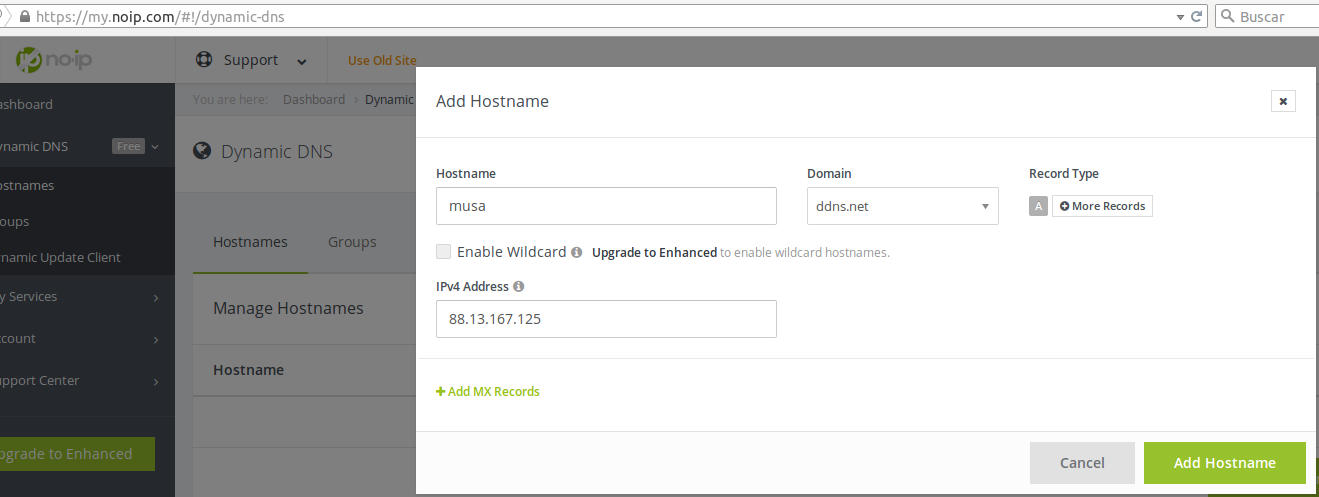 https://my.noip.com/#!/dynamic-dns
Buscar
no-ip
Support
Use Old Site
ashboard
You are here: Dashboard › Dynamic
Add Hostname
ynamic DNS Free
Dynamic DNS
ostnames
oups
ynamic Update Client
y Services
ccount
upport Center
pgrade to Enhanced
Hostnames
Groups
Manage Hostnames
Hostname
Hostname
musa
Domain
ddns.net
Record Type
A More Records
Enable Wildcard Upgrade to Enhanced to enable wildcard hostnames.
IPv4 Address
88.13.167.125
Add MX Records
Cancel
Add Hostname